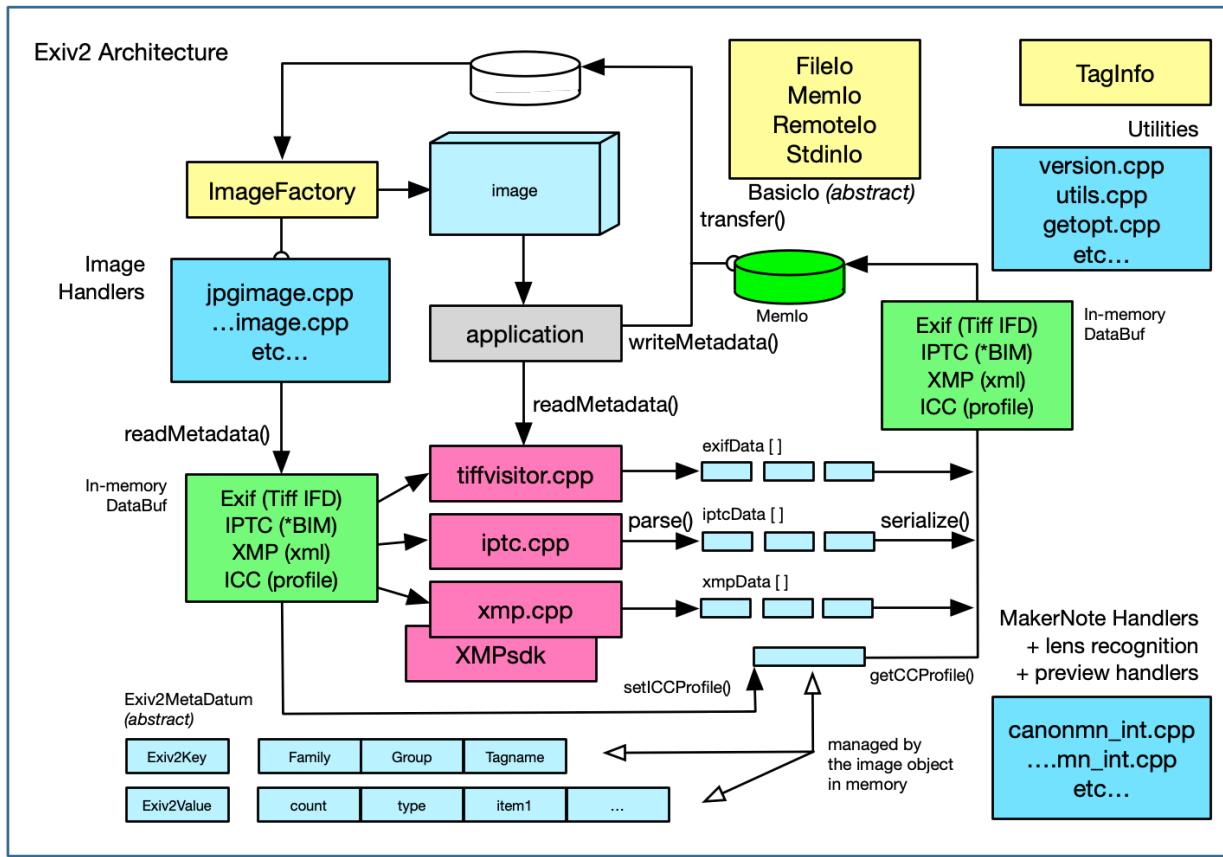 Exiv2 Architecture
FileIo
MemIo
RemoteIo
StdinIo
BasicIo (abstract)
TagInfo
Utilities
version.cpp
utils.cpp
getopt.cpp
etc…
ImageFactory
image
transfer()
Image
Handlers
jpgimage.cpp
…image.cpp
etc…
application
writeMetadata()
MemIo
Exif (Tiff IFD)
IPTC (*BIM)
XMP (xml)
ICC (profile)
In-memory
DataBuf
readMetadata()
readMetadata()
In-memory
DataBuf
Exif (Tiff IFD)
IPTC (*BIM)
XMP (xml)
ICC (profile)
tiffvisitor.cpp
exifData [ ]
iptc.cpp
parse()
iptcData [ ]
serialize()
xmp.cpp
XMPsdk
xmpData [ ]
setICCProfile()
getCCProfile()
MakerNote Handlers
+ lens recognition
+ preview handlers
canonmn_int.cpp
….mn_int.cpp
etc…
Exiv2MetaDatum
(abstract)
Exiv2Key
Family
Group
Tagname
Exiv2Value
count
type
item1
…
managed by
the image object
in memory